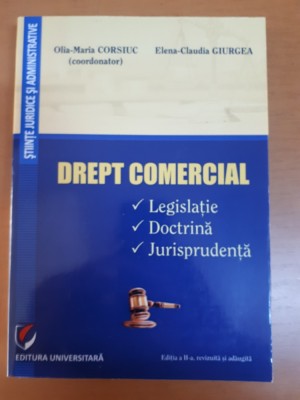 Olia-Maria CORSIUC
(coordonator)
Elena-Claudia GIURGEA
ȘTIINȚE JURIDICE ȘI ADMINISTRATIVE
DREPT COMERCIAL
✓ Legislație
✓ Doctrină
✓ Jurisprudență
EDITURA UNIVERSITARĂ
Ediția a II-a, revizuită și adăugită